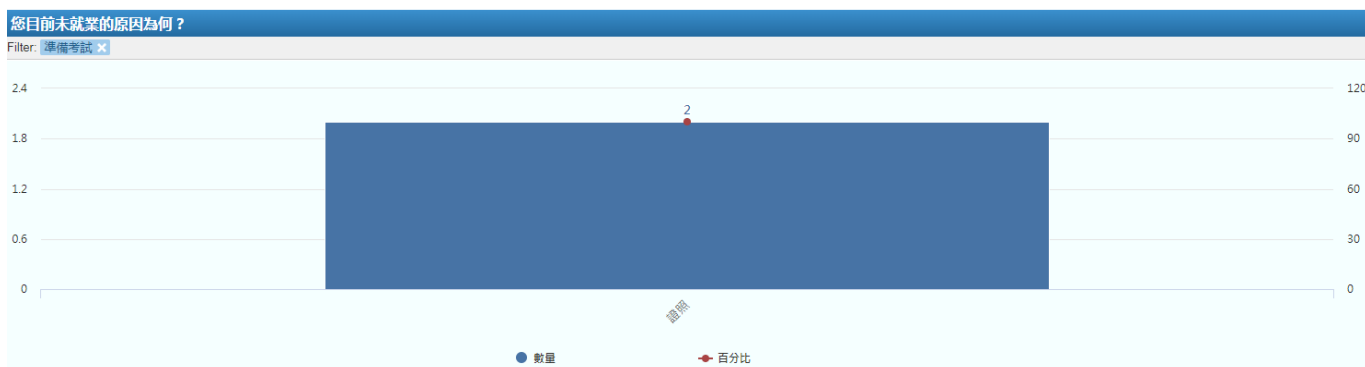 您目前未就業的原因為何？
Filter: 準備考試 ×
2.4 120
2
1.8 90
1.2 60
0.6 30
0 0
證照
數量 百分比